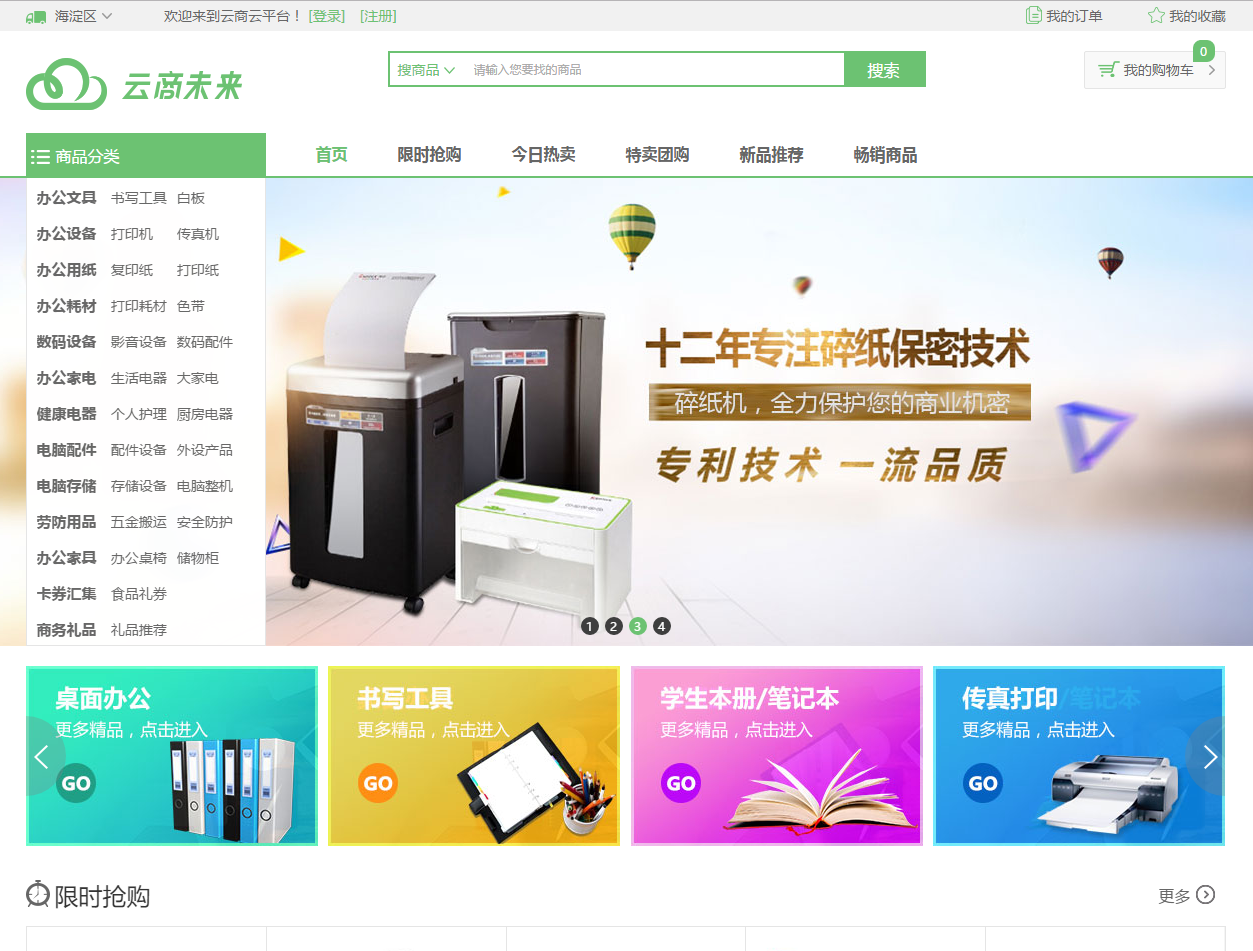 海淀区 欢迎来到云商云平台！ [登录] [注册] 我的订单 我的收藏
云商未来 搜商品 请输入您要找的商品 搜索 我的购物车 0
商品分类 首页 限时抢购 今日热卖 特卖团购 新品推荐 畅销商品
办公文具 书写工具 白板
办公设备 打印机 传真机
办公用纸 复印纸 打印纸
办公耗材 打印耗材 色带
数码设备 影音设备 数码配件
办公家电 生活电器 大家电
健康电器 个人护理 厨房电器
电脑配件 配件设备 外设产品
电脑存储 存储设备 电脑整机
劳防用品 五金搬运 安全防护
办公家具 办公桌椅 储物柜
卡券汇集 食品礼券
商务礼品 礼品推荐
十二年专注碎纸保密技术
碎纸机，全力保护您的商业机密
专利技术 一流品质
1 2 3 4
桌面办公 书写工具 学生本册/笔记本 传真打印/笔记本
更多精品，点击进入 更多精品，点击进入 更多精品，点击进入 更多精品，点击进入
GO GO GO GO
限时抢购 更多